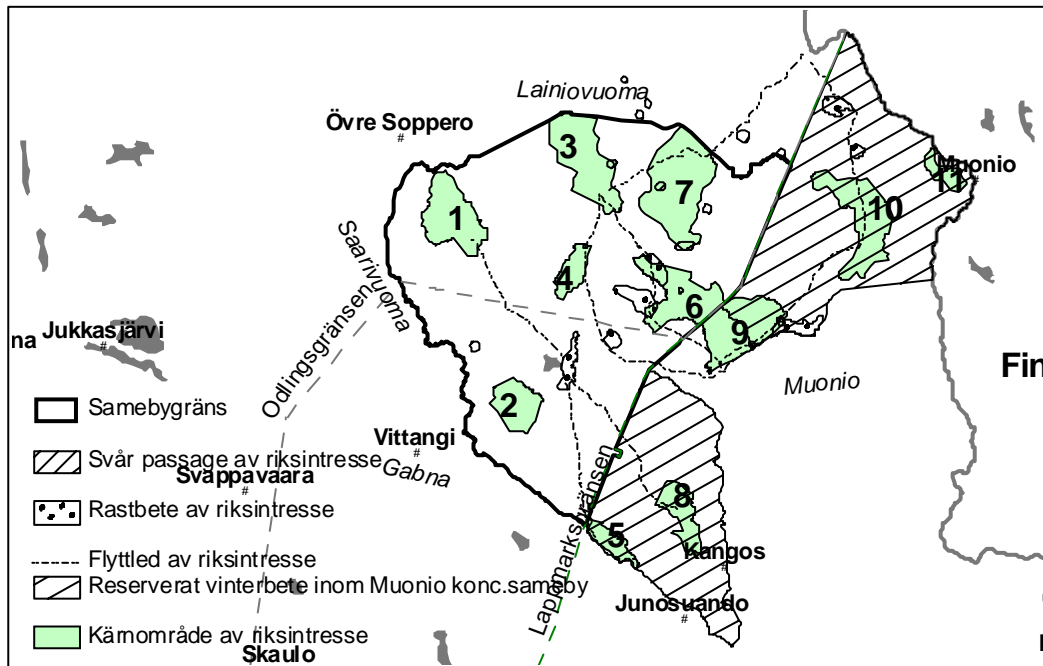 Lainiovuoma
Övre Soppero
3
Muonio
7
11
1
10
Saarivuoma
4
6
9
na Jukkasjärvi
Odlingsgränsen
Fin
Muonio
2
Samebygräns
Vittangi
Svår passage av riksintresse
Gabna
Svappavaara
Lappmarksgränsen
8
Rastbete av riksintresse
5
Kangos
Flyttled av riksintresse
Reserverat vinterbete inom Muonio konc.sameby
Junosuando
Kärnområde av riksintresse
Skaulo